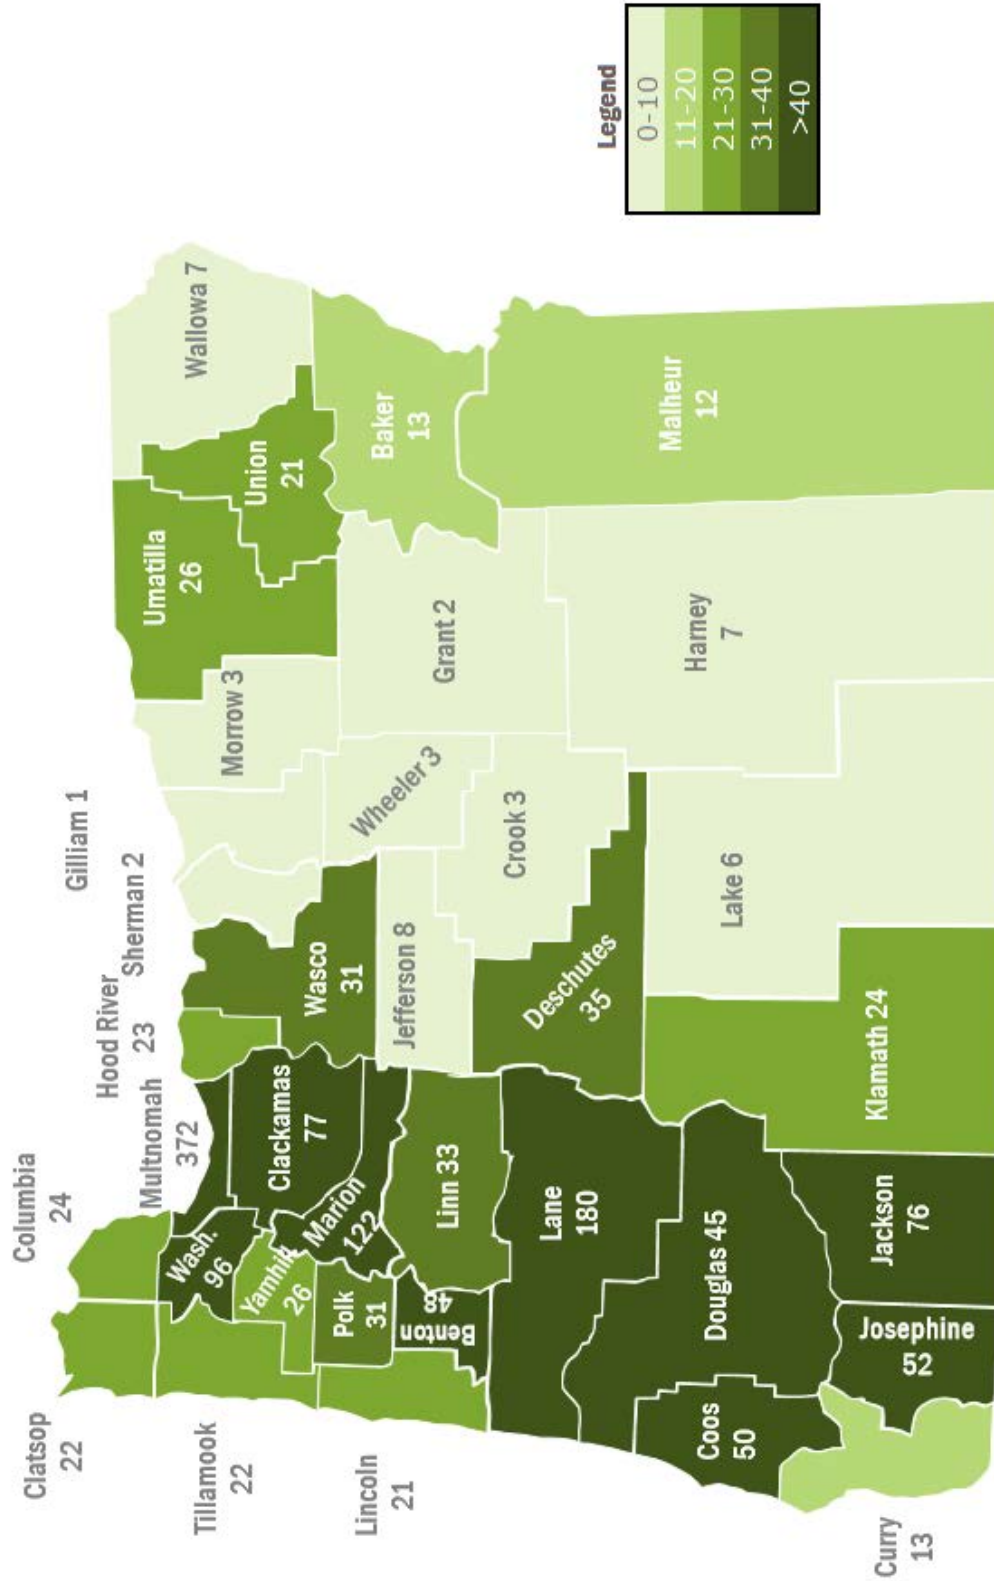 Clatsop
22
Columbia
24
Tillamook
22
Lincoln
21
Curry
13
Multnomah
372
Hood River
23
Sherman 2
Gilliam 1
Wash.
96
Yamhill
26
Polk
31
Benton
48
Clackamas
77
Marion
122
Linn 33
Lane
180
Douglas 45
Coos
50
Josephine
52
Jackson
76
Klamath 24
Wasco
31
Jefferson 8
Deschutes
35
Crook 3
Wheeler 3
Lake 6
Morrow 3
Umatilla
26
Union
21
Wallowa 7
Baker
13
Grant 2
Harney
7
Malheur
12
Legend
0-10
11-20
21-30
31-40
>40